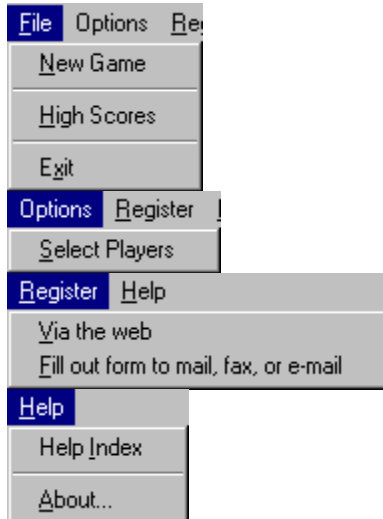 File Options Re
New Game
High Scores
Exit
Options Register
Select Players
Register Help
Via the web
Fill out form to mail, fax, or e-mail
Help
Help Index
About...